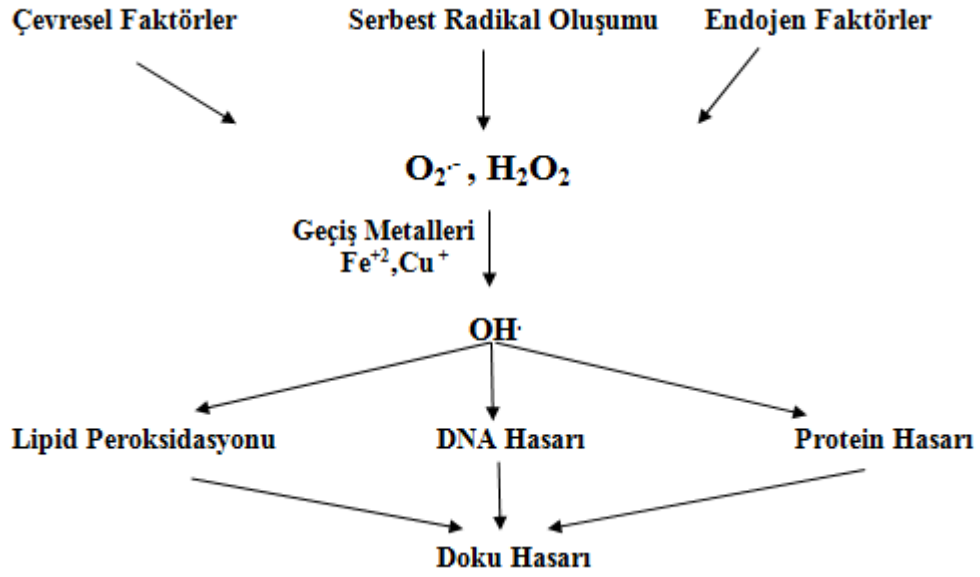 Çevresel Faktörler Serbest Radikal Oluşumu Endojen Faktörler
O₂·⁻, H₂O₂
Geçiş Metalleri
Fe⁺²,Cu⁺
OH·
Lipid Peroksidasyonu DNA Hasarı Protein Hasarı
Doku Hasarı